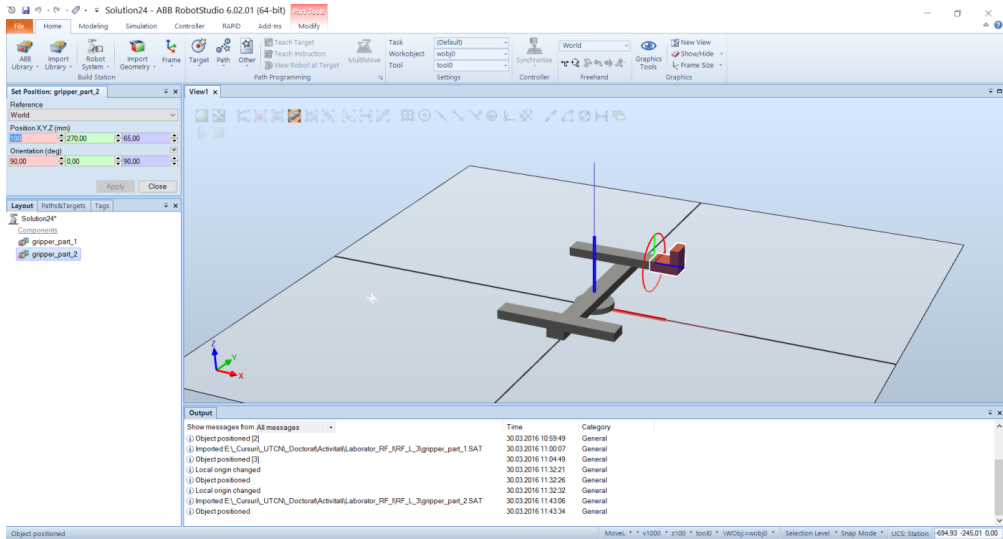 Solution24 - ABB RobotStudio 6.02.01 (64-bit)
Part Tools
File Home Modeling Simulation Controller RAPID Add-Ins Modify
ABB Library
Import Library
Robot System
Import Geometry
Frame
Build Station
Target
Path
Other
Teach Target
Teach Instruction
View Robot at Target
MultiMove
Path Programming
Task (Default)
Workobject wobj0
Tool tool0
Settings
Synchronize
Controller
World
Freehand
Graphics Tools
New View
Show/Hide
Frame Size
Graphics
Set Position: gripper_part_2
Reference
World
Position X,Y,Z (mm)
100 270,00 65,00
Orientation (deg)
90,00 0,00 90,00
Apply Close
Layout Paths&Targets Tags
Solution24*
Components
gripper_part_1
gripper_part_2
View1
Z
Y
X
Output
Show messages from All messages Time Category
Object positioned [2] 30.03.2016 10:59:49 General
Imported E:\_Cursuri\_UTCN\_Doctorat\Activitati\Laborator_RF_I\RF_L_3\gripper_part_1.SAT 30.03.2016 11:00:07 General
Object positioned [3] 30.03.2016 11:04:49 General
Local origin changed 30.03.2016 11:32:21 General
Object positioned 30.03.2016 11:32:26 General
Local origin changed 30.03.2016 11:32:32 General
Imported E:\_Cursuri\_UTCN\_Doctorat\Activitati\Laborator_RF_I\RF_L_3\gripper_part_2.SAT 30.03.2016 11:43:06 General
Object positioned 30.03.2016 11:43:34 General
Object positioned MoveL * v1000 * z100 * tool0 * \WObj:=wobj0 Selection Level Snap Mode UCS: Station -694,93 -245,01 0,00